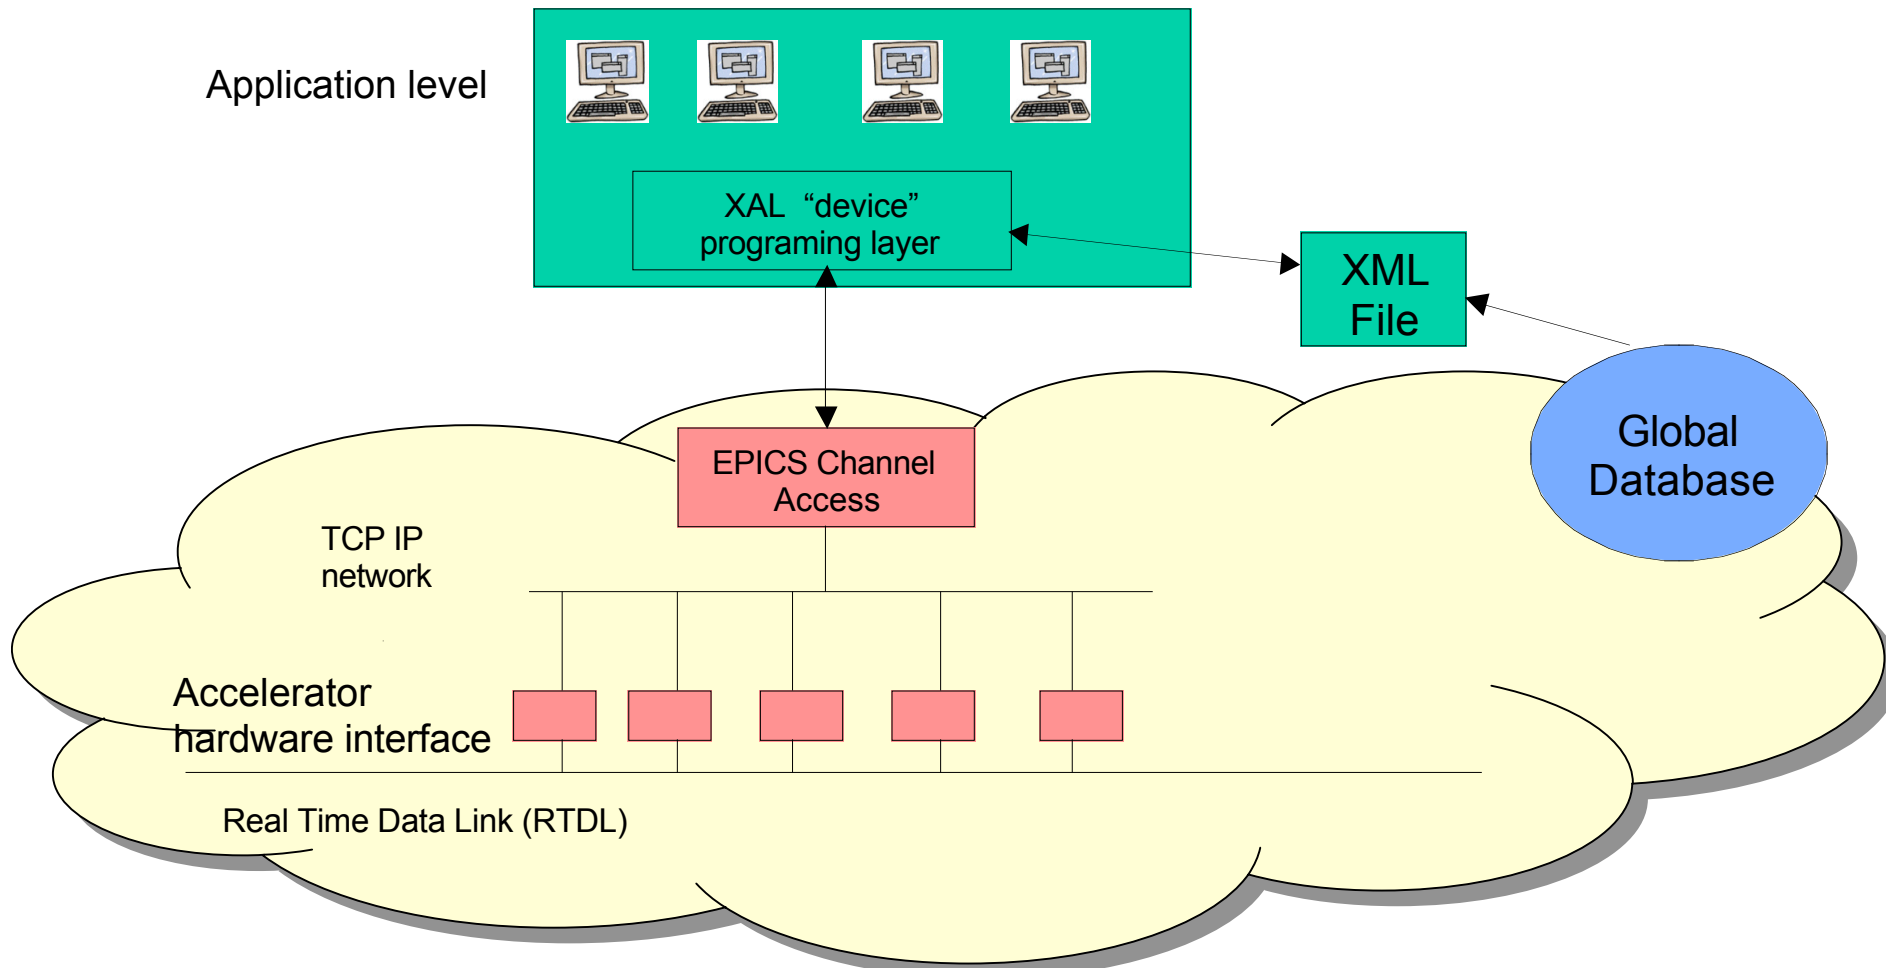 Application level
XAL “device”
programing layer
XML
File
Global
Database
EPICS Channel
Access
TCP IP
network
Accelerator
hardware interface
Real Time Data Link (RTDL)